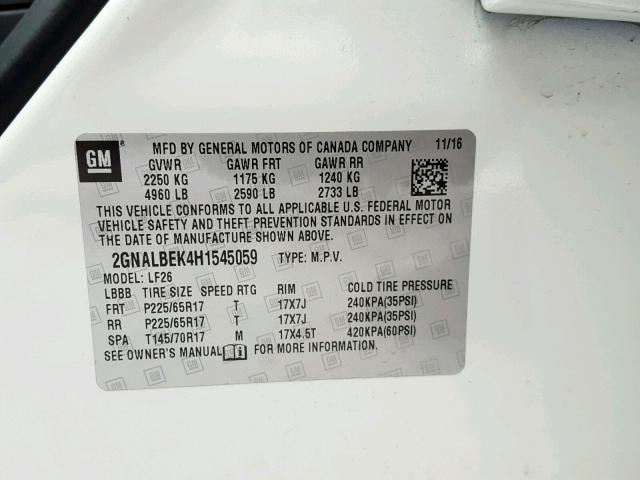 GM
®
MFD BY GENERAL MOTORS OF CANADA COMPANY 11/16
GVWR GAWR FRT GAWR RR
2250 KG 1175 KG 1240 KG
4960 LB 2590 LB 2733 LB
THIS VEHICLE CONFORMS TO ALL APPLICABLE U.S. FEDERAL MOTOR
VEHICLE SAFETY AND THEFT PREVENTION STANDARDS IN EFFECT ON
THE DATE OF MANUFACTURE SHOWN ABOVE.
2GNALBEK4H1545059 TYPE: M.P.V.
MODEL: LF26
LBBB TIRE SIZE SPEED RTG RIM COLD TIRE PRESSURE
FRT P225/65R17 T 17X7J 240KPA(35PSI)
RR P225/65R17 T 17X7J 240KPA(35PSI)
SPA T145/70R17 M 17X4.5T 420KPA(60PSI)
SEE OWNER'S MANUAL FOR MORE INFORMATION.